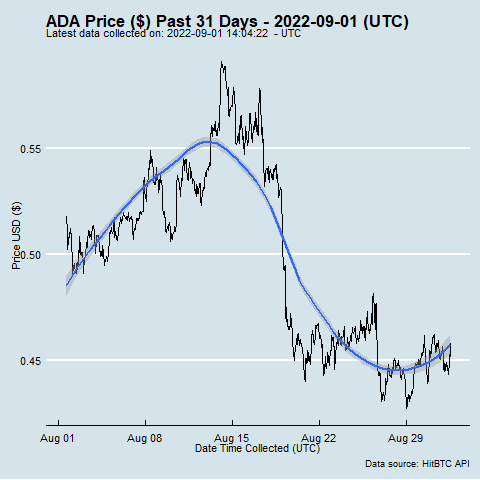 ADA Price ($) Past 31 Days - 2022-09-01 (UTC)
Latest data collected on: 2022-09-01 14:04:22  - UTC
Price USD ($)
0.55
0.50
0.45
Aug 01
Aug 08
Aug 15
Aug 22
Aug 29
Date Time Collected (UTC)
Data source: HitBTC API